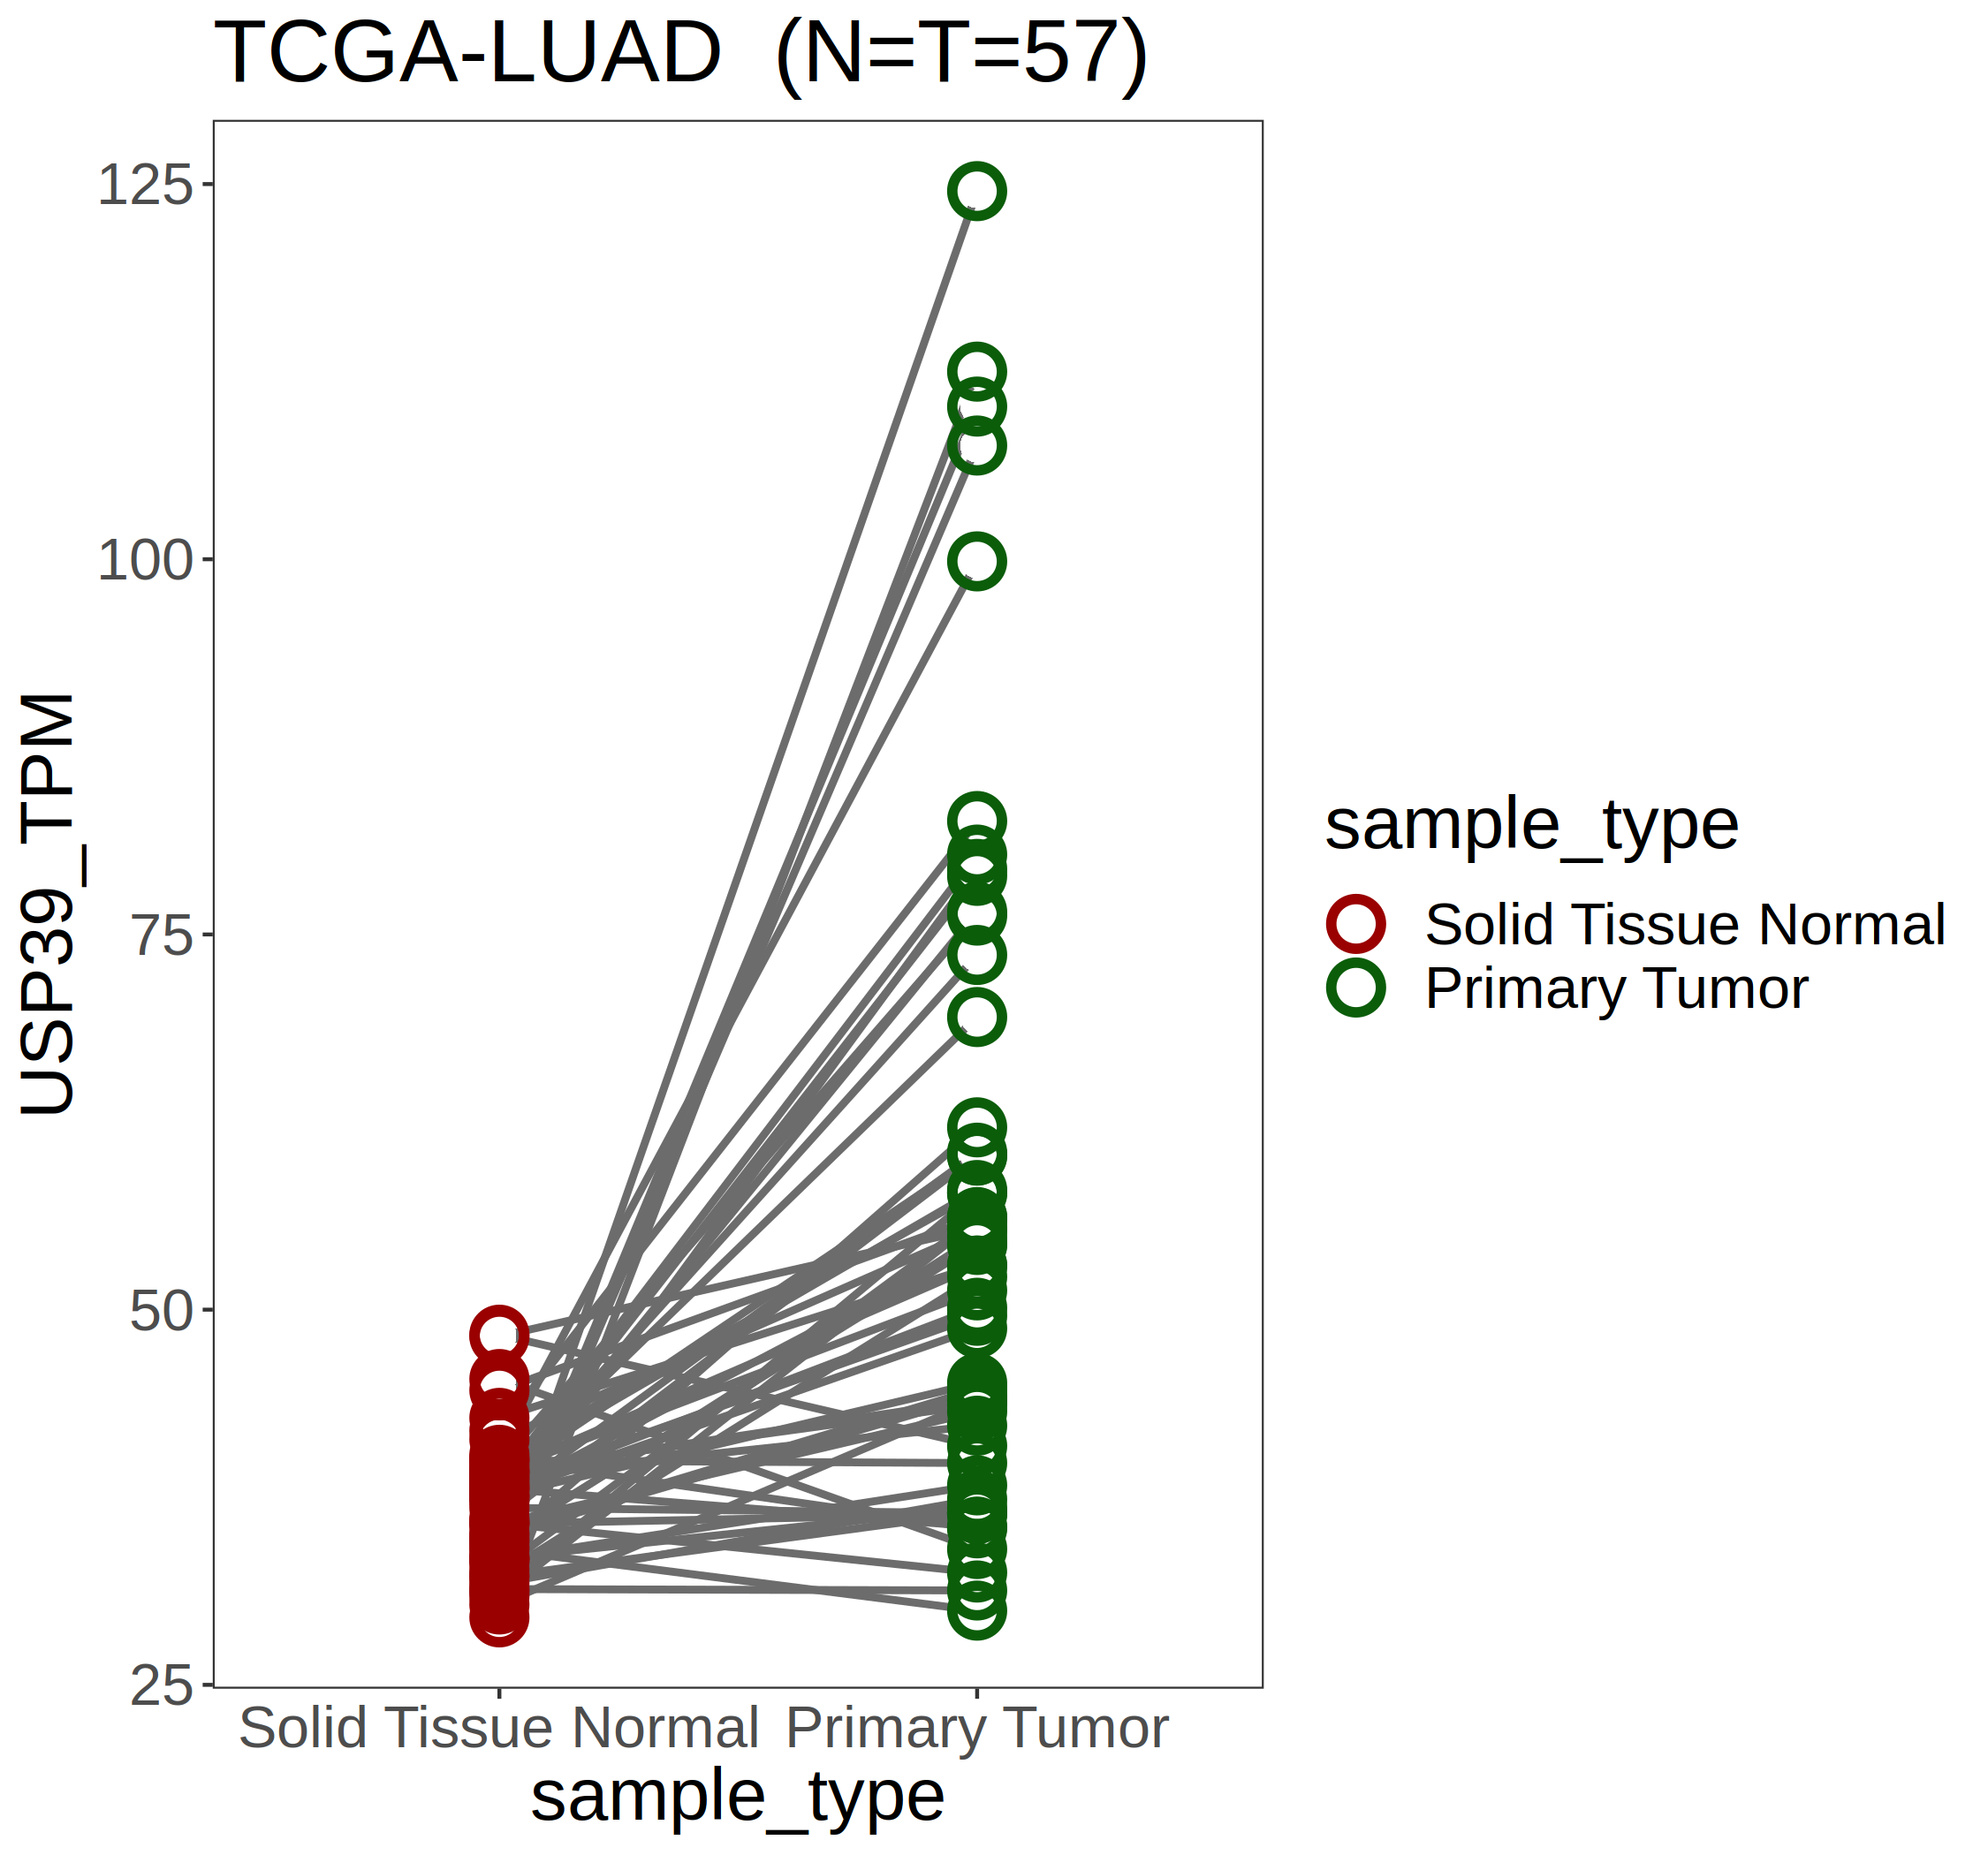 TCGA-LUAD  (N=T=57)
125
100
75
50
25
USP39_TPM
Solid Tissue Normal Primary Tumor
sample_type
sample_type
Solid Tissue Normal
Primary Tumor